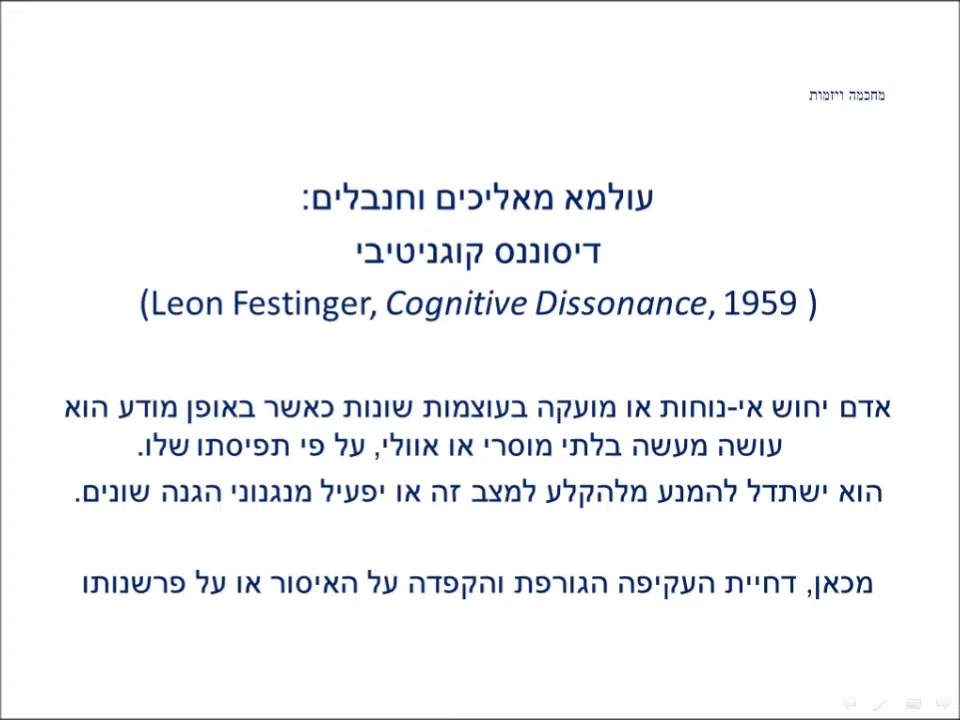 מחכמה ויזמות
עולמא מאליכים וחנבלים:
דיסוננס קוגניטיבי
(Leon Festinger, Cognitive Dissonance, 1959 )
אדם יחוש אי-נוחות או מועקה בעוצמות שונות כאשר באופן מודע הוא
עושה מעשה בלתי מוסרי או אווילי, על פי תפיסתו שלו.
הוא ישתדל להמנע מלהקלע למצב זה או יפעיל מנגנוני הגנה שונים.
מכאן, דחיית העקיפה הגורפת והקפדה על האיסור או על פרשנותו